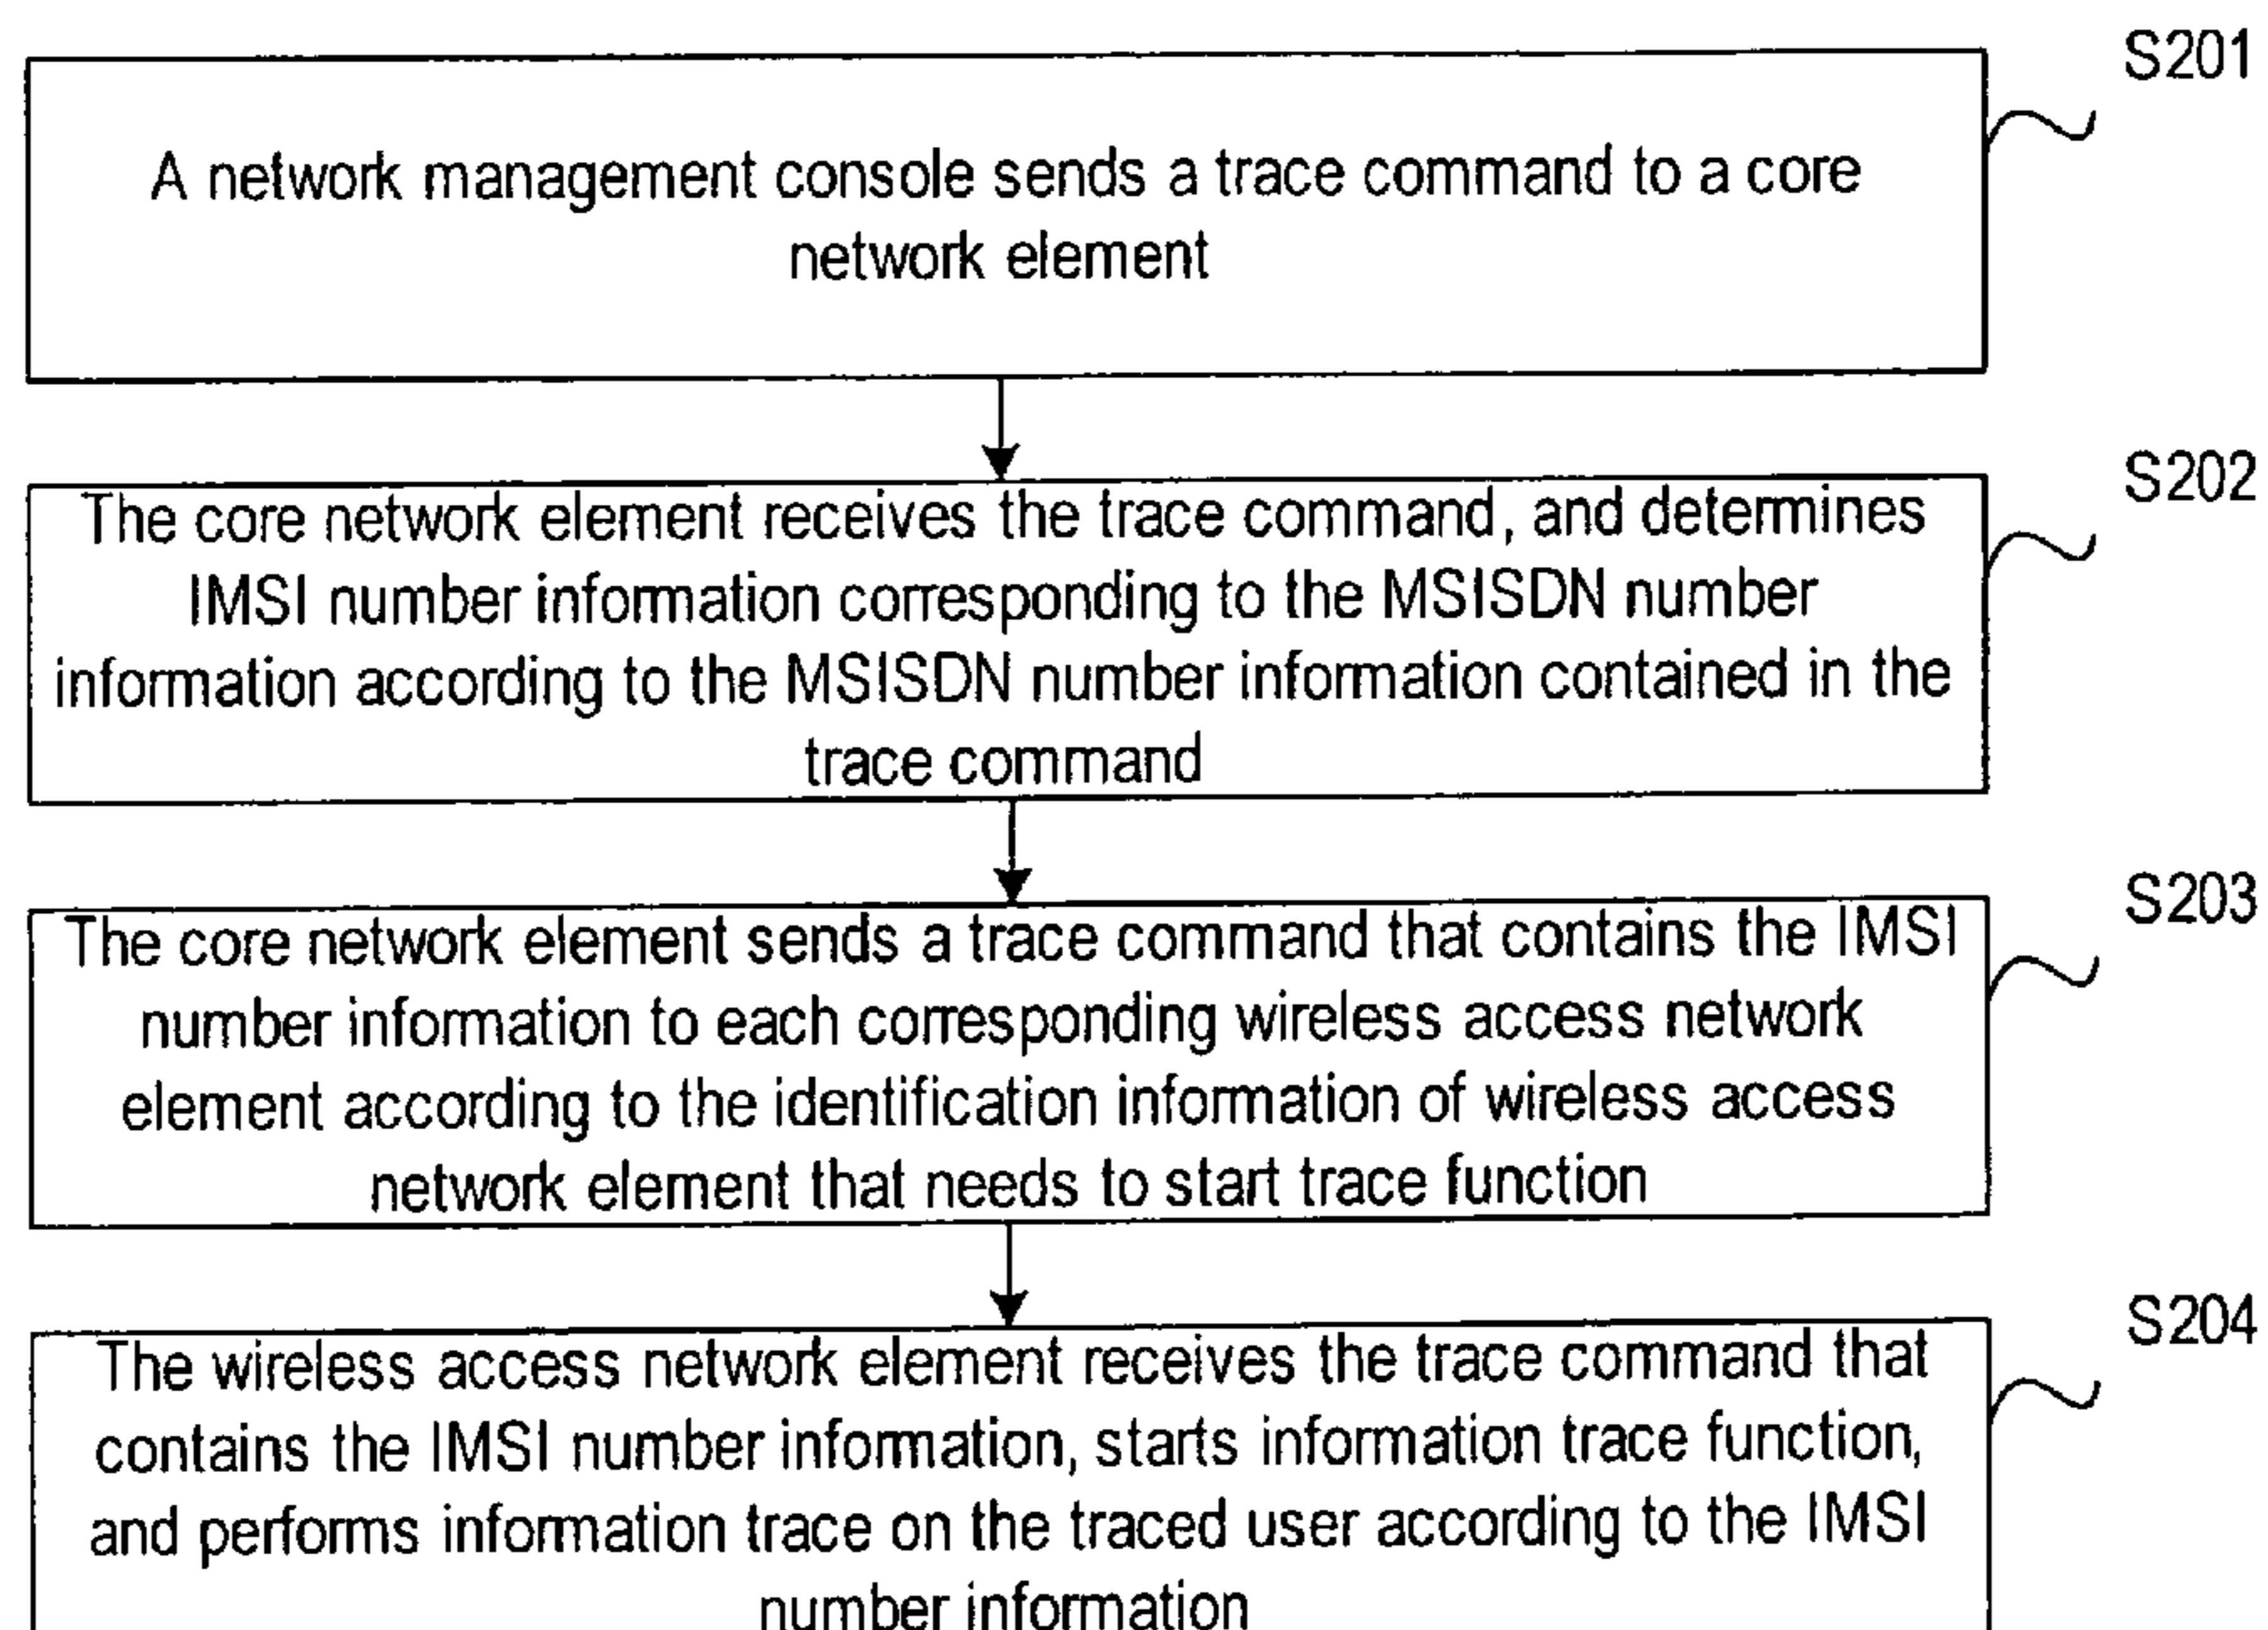 S201
A network management console sends a trace command to a core
network element
S202
The core network element receives the trace command, and determines
IMSI number information corresponding to the MSISDN number
information according to the MSISDN number information contained in the
trace command
S203
The core network element sends a trace command that contains the IMSI
number information to each corresponding wireless access network
element according to the identification information of wireless access
network element that needs to start trace function
S204
The wireless access network element receives the trace command that
contains the IMSI number information, starts information trace function,
and performs information trace on the traced user according to the IMSI
number information